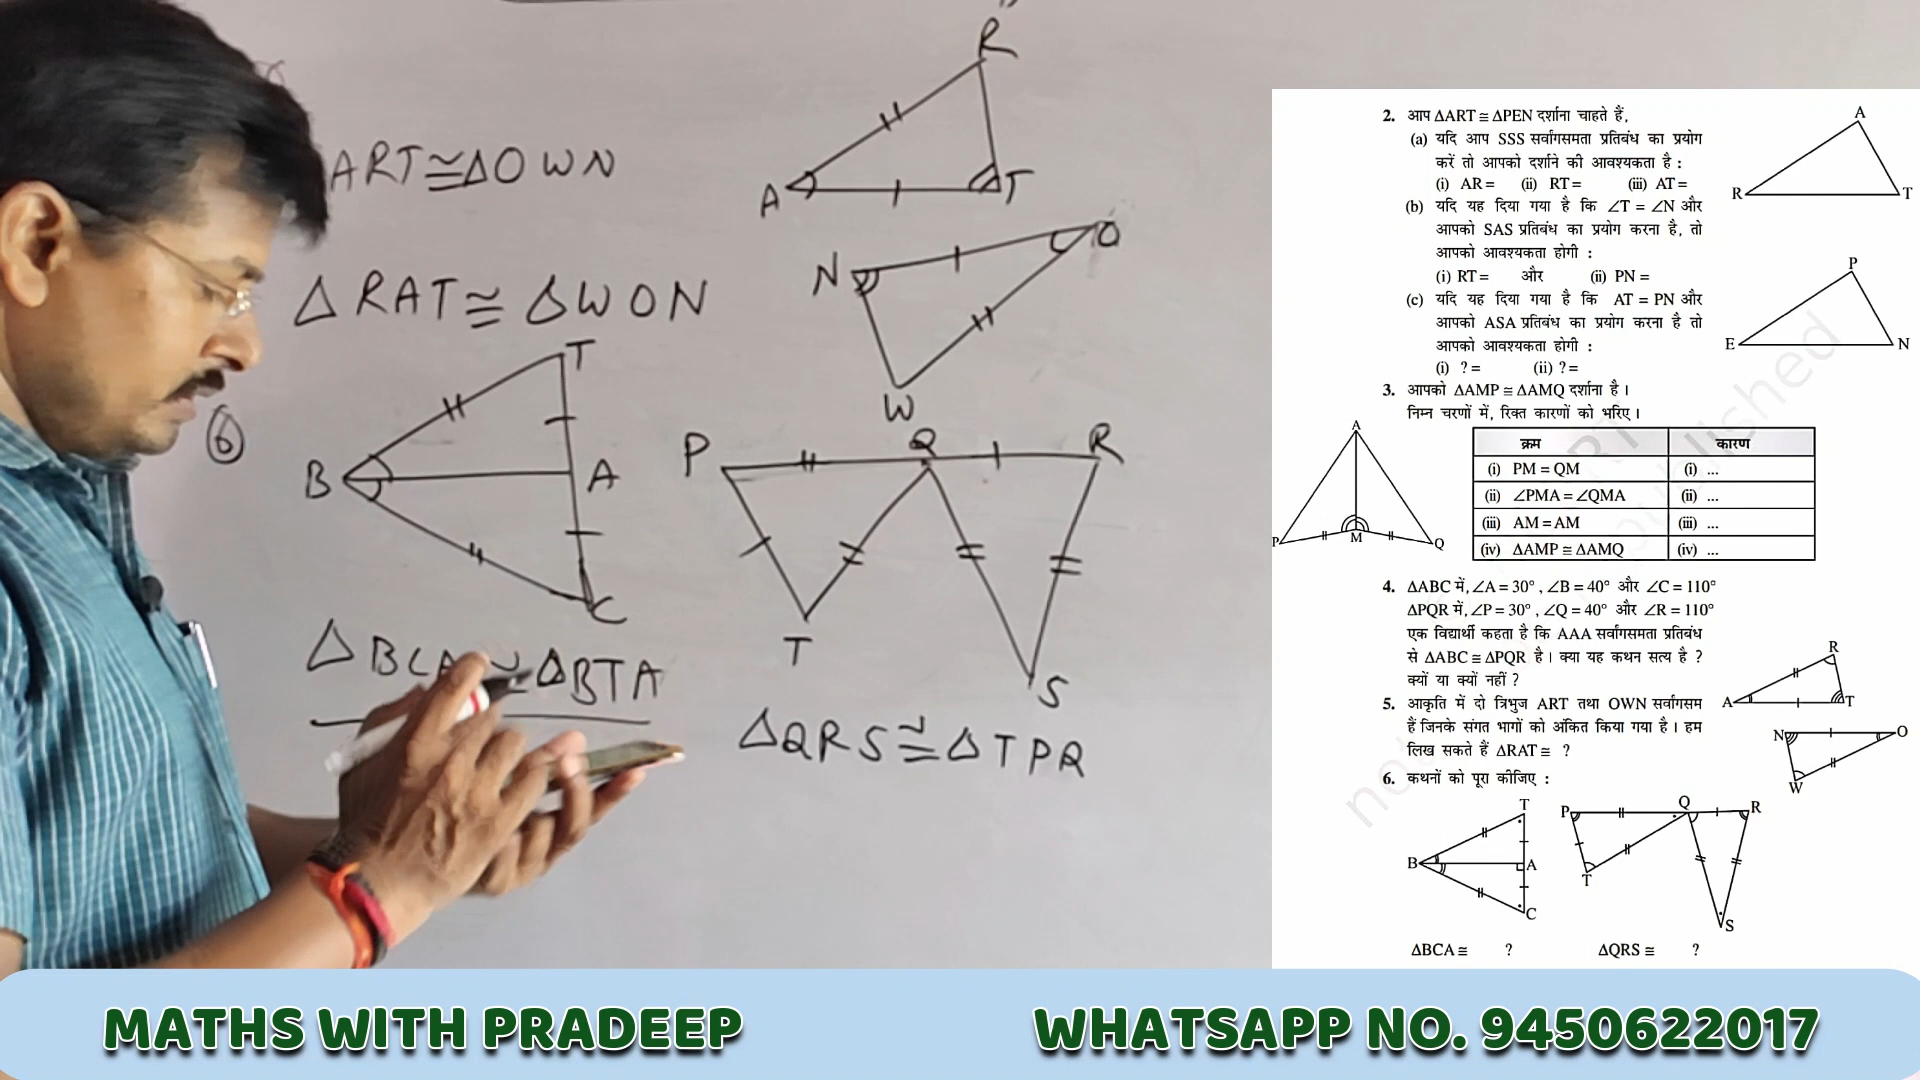 R
ART ≅ ΔOWN
A
T
O
N
ΔRAT ≅ ΔWON
W
T
⑥
P
Q
R
B
A
C
T
ΔBCA ≅ ΔBTA
S
ΔQRS ≅ ΔTPQ
2. आप ΔART ≅ ΔPEN दर्शाना चाहते हैं,
(a) यदि आप SSS सर्वांगसमता प्रतिबंध का प्रयोग
करें तो आपको दर्शाने की आवश्यकता है :
(i) AR = (ii) RT = (iii) AT =
(b) यदि यह दिया गया है कि ∠T = ∠N और
आपको SAS प्रतिबंध का प्रयोग करना है, तो
आपको आवश्यकता होगी :
(i) RT = और (ii) PN =
(c) यदि यह दिया गया है कि AT = PN और
आपको ASA प्रतिबंध का प्रयोग करना है तो
आपको आवश्यकता होगी :
(i) ? = (ii) ? =
A
R
T
P
E
N
3. आपको ΔAMP ≅ ΔAMQ दर्शाना है।
निम्न चरणों में, रिक्त कारणों को भरिए।
A
P
M
Q
क्रम कारण
(i) PM = QM (i) ...
(ii) ∠PMA = ∠QMA (ii) ...
(iii) AM = AM (iii) ...
(iv) ΔAMP ≅ ΔAMQ (iv) ...
4. ΔABC में, ∠A = 30° , ∠B = 40° और ∠C = 110°
ΔPQR में, ∠P = 30° , ∠Q = 40° और ∠R = 110°
एक विद्यार्थी कहता है कि AAA सर्वांगसमता प्रतिबंध
से ΔABC ≅ ΔPQR है। क्या यह कथन सत्य है ?
क्यों या क्यों नहीं ?
5. आकृति में दो त्रिभुज ART तथा OWN सर्वांगसम
हैं जिनके संगत भागों को अंकित किया गया है। हम
लिख सकते हैं ΔRAT ≅ ?
R
A
T
N
O
W
6. कथनों को पूरा कीजिए :
T
B
A
C
P
Q
R
T
S
ΔBCA ≅ ? ΔQRS ≅ ?
MATHS WITH PRADEEP
WHATSAPP NO. 9450622017